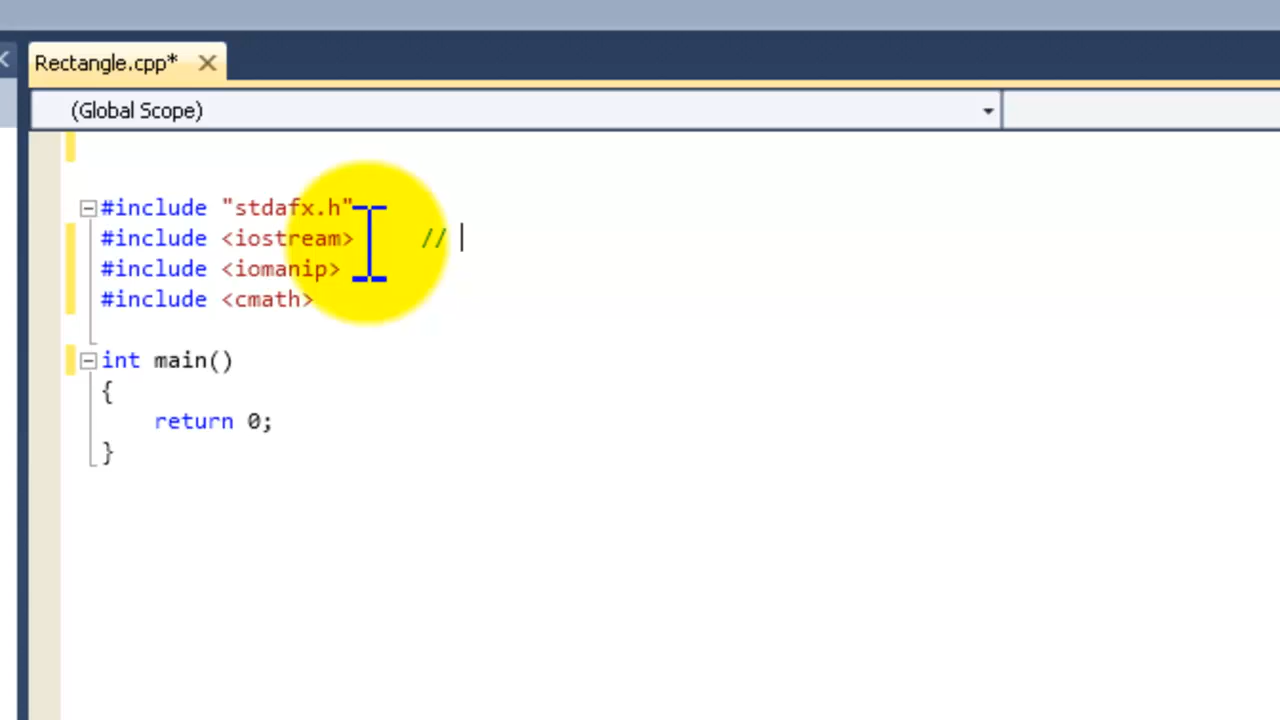 Rectangle.cpp*
(Global Scope)
#include "stdafx.h"
#include <iostream> //
#include <iomanip>
#include <cmath>
int main()
{
return 0;
}